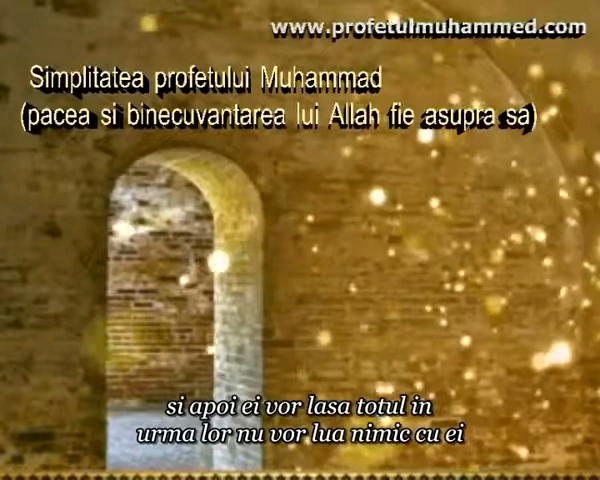 www.profetulmuhammed.com
Simplitatea profetului Muhammad
(pacea si binecuvantarea lui Allah fie asupra sa)
si apoi ei vor lasa totul in
urma lor nu vor lua nimic cu ei